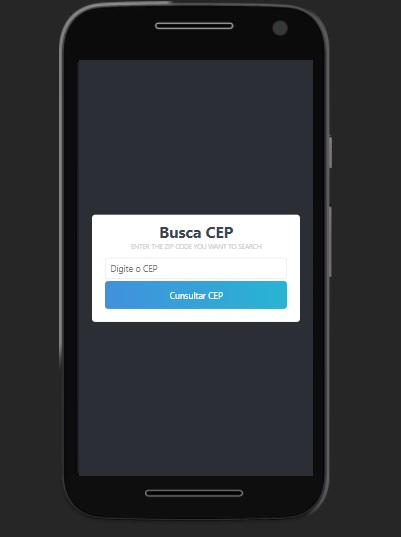 Busca CEP
ENTER THE ZIP CODE YOU WANT TO SEARCH
Digite o CEP
Cunsultar CEP